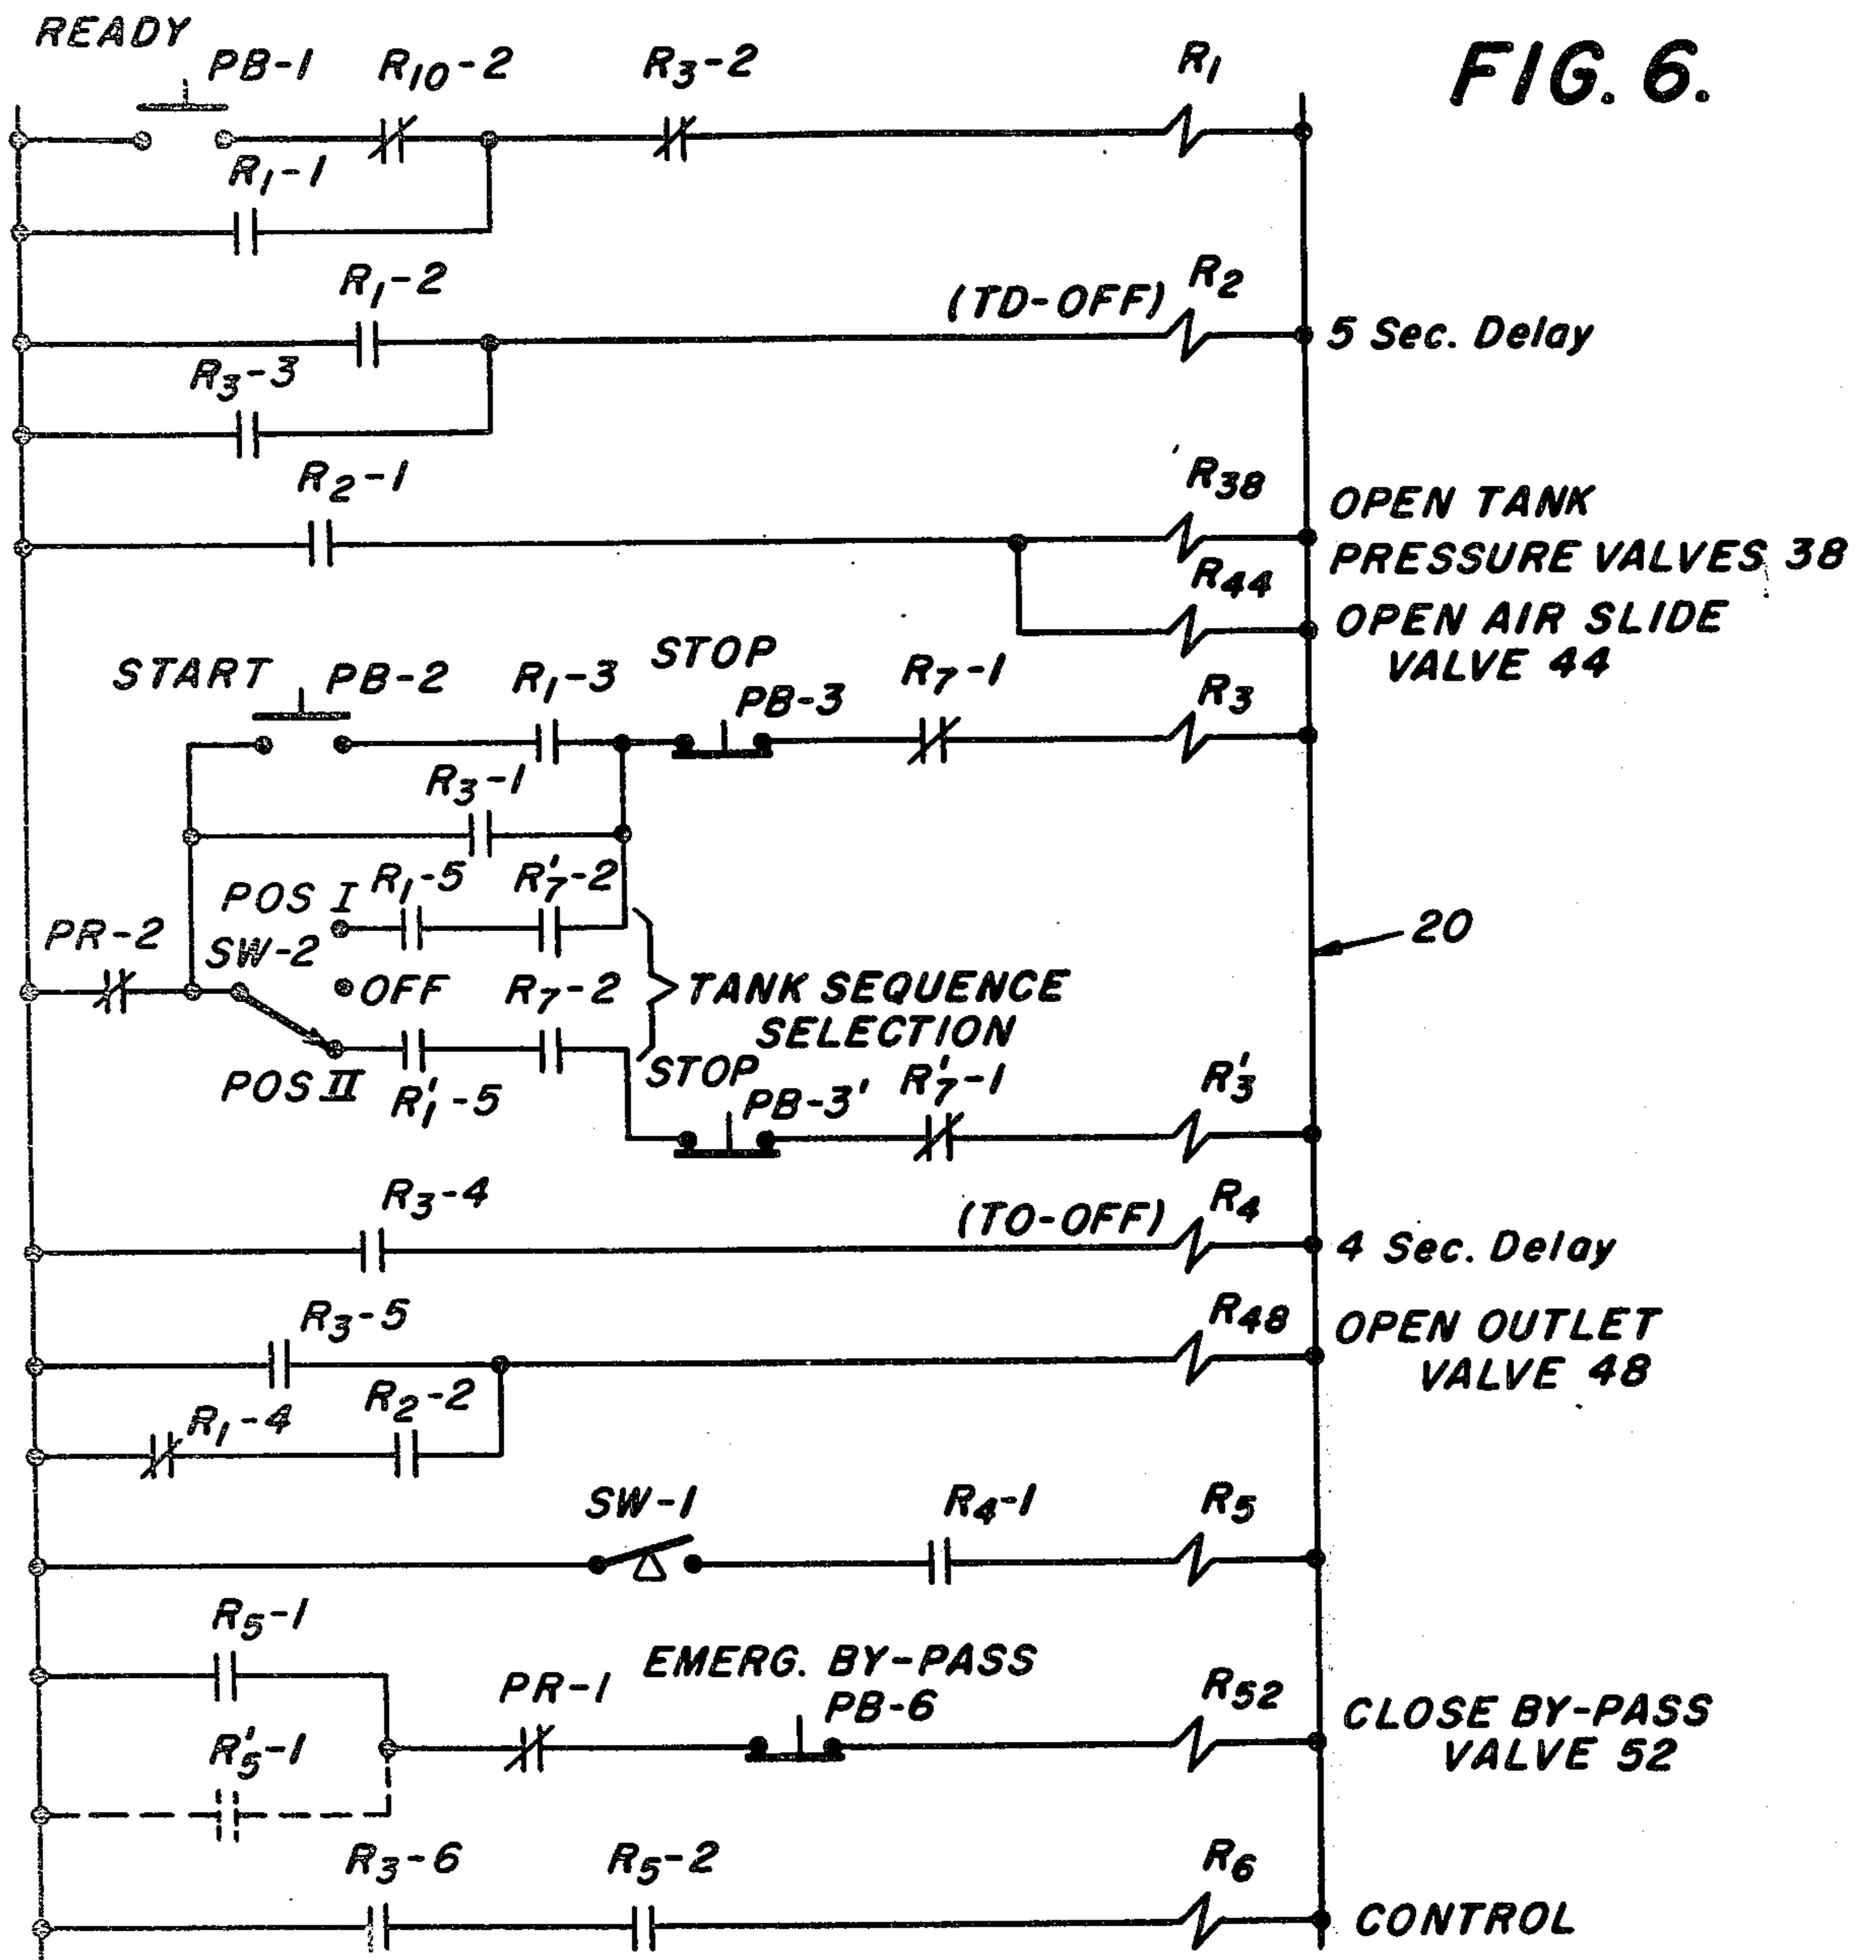 READY
FIG. 6.
PB-1
R10-2
R3-2
R1
R1-1
R1-2
(TD-OFF)
R2
5 Sec. Delay
R3-3
R2-1
R38
OPEN TANK
PRESSURE VALVES 38
R44
OPEN AIR SLIDE
VALVE 44
START
PB-2
R1-3
STOP
PB-3
R7-1
R3
R3-1
POS I
R1-5
R'7-2
PR-2
SW-2
20
OFF
R7-2
TANK SEQUENCE
SELECTION
POS II
R'1-5
STOP
PB-3'
R'7-1
R'3
R3-4
(TO-OFF)
R4
4 Sec. Delay
R3-5
R48
OPEN OUTLET
VALVE 48
R1-4
R2-2
SW-1
R4-1
R5
R5-1
PR-1
EMERG. BY-PASS
PB-6
R52
CLOSE BY-PASS
VALVE 52
R'5-1
R3-6
R5-2
R6
CONTROL